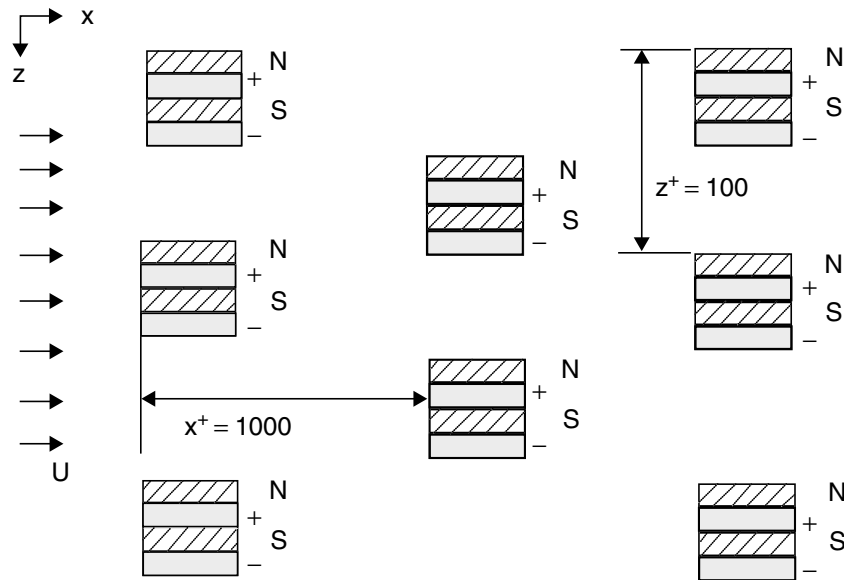 x
z
N
+
S
−
N
+
S
−
N
+
S
−
z⁺ = 100
N
+
S
−
N
+
S
−
N
+
S
−
x⁺ = 1000
U
N
+
S
−
N
+
S
−